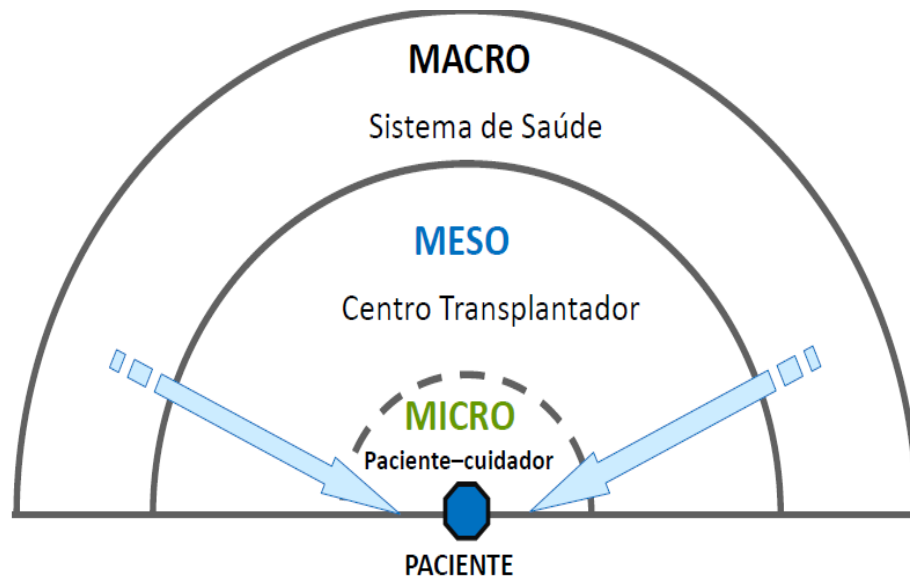 MACRO
Sistema de Saúde
MESO
Centro Transplantador
MICRO
Paciente–cuidador
PACIENTE